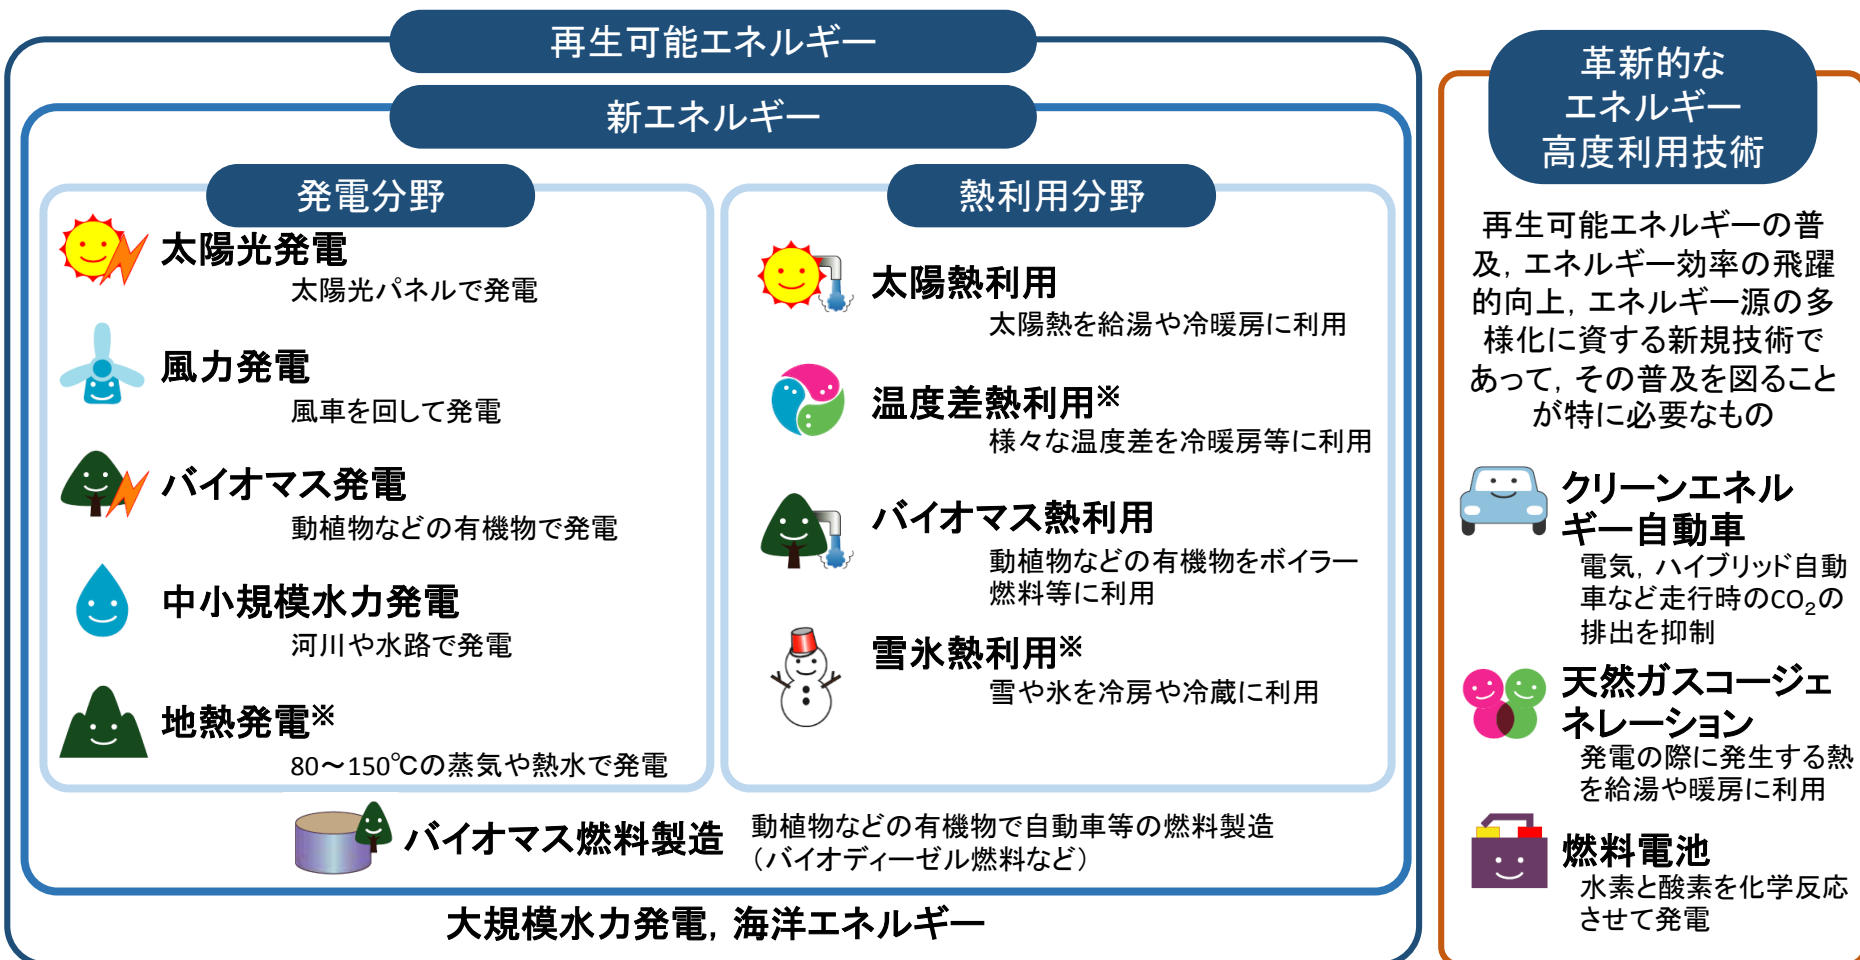 再生可能エネルギー
新エネルギー
発電分野
太陽光発電
太陽光パネルで発電
風力発電
風車を回して発電
バイオマス発電
動植物などの有機物で発電
中小規模水力発電
河川や水路で発電
地熱発電※
80～150℃の蒸気や熱水で発電
熱利用分野
太陽熱利用
太陽熱を給湯や冷暖房に利用
温度差熱利用※
様々な温度差を冷暖房等に利用
バイオマス熱利用
動植物などの有機物をボイラー
燃料等に利用
雪氷熱利用※
雪や氷を冷房や冷蔵に利用
バイオマス燃料製造
動植物などの有機物で自動車等の燃料製造
（バイオディーゼル燃料など）
大規模水力発電，海洋エネルギー
革新的な
エネルギー
高度利用技術
再生可能エネルギーの普
及，エネルギー効率の飛躍
的向上，エネルギー源の多
様化に資する新規技術で
あって，その普及を図ること
が特に必要なもの
クリーンエネル
ギー自動車
電気，ハイブリッド自動
車など走行時のCO₂の
排出を抑制
天然ガスコージェ
ネレーション
発電の際に発生する熱
を給湯や暖房に利用
燃料電池
水素と酸素を化学反応
させて発電